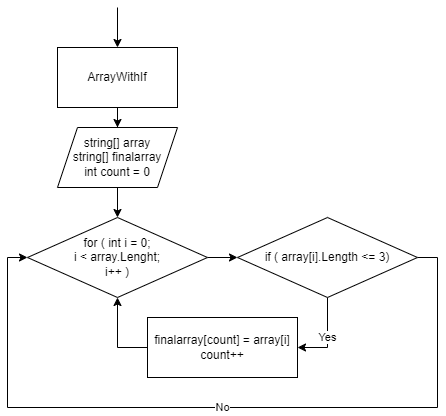 ArrayWithIf
string[] array
string[] finalarray
int count = 0
for ( int i = 0;
i < array.Lenght;
i++ )
if ( array[i].Length <= 3)
Yes
finalarray[count] = array[i]
count++
No